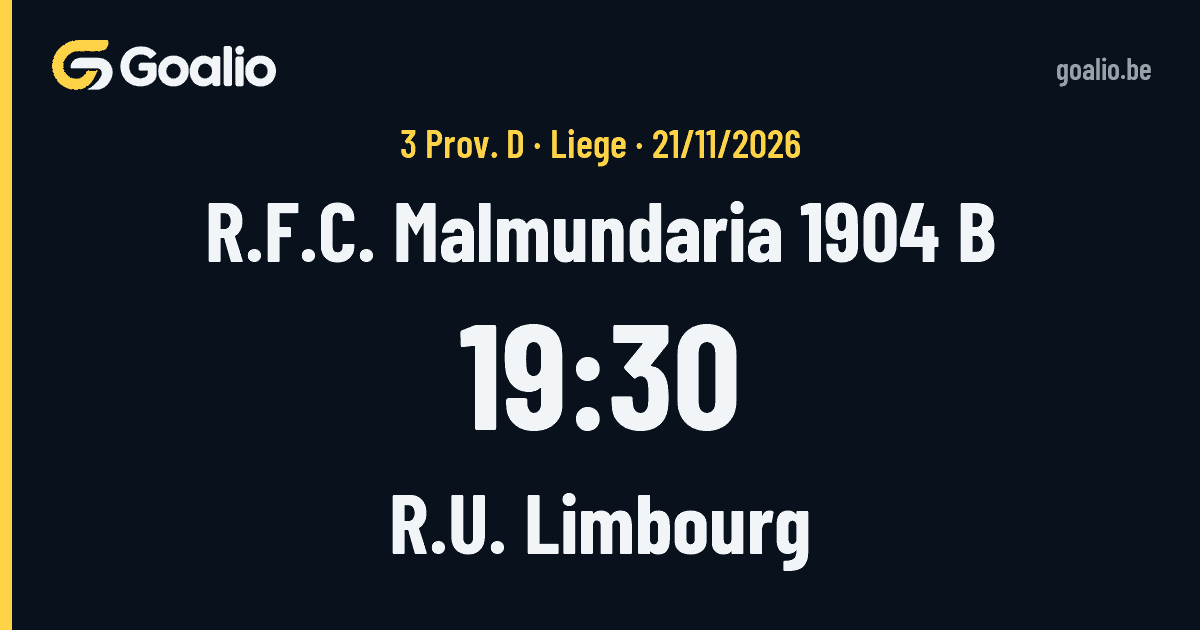 Goalio
goalio.be
3 Prov. D · Liege · 21/11/2026
R.F.C. Malmundaria 1904 B
19:30
R.U. Limbourg